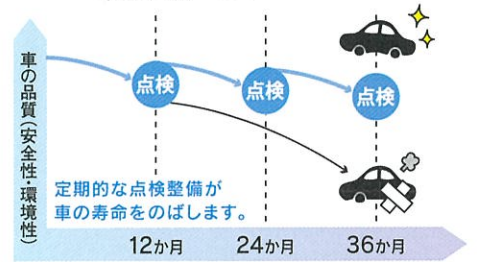 車の品質(安全性・環境性)
点検
点検
点検
定期的な点検整備が
車の寿命をのばします。
12か月
24か月
36か月